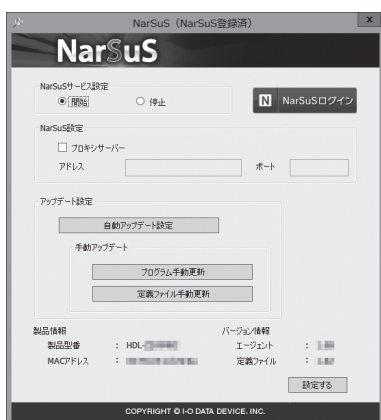 NarSuS（NarSuS登録済）
x
NarSuS
NarSuSサービス設定
開始
停止
N NarSuSログイン
NarSuS設定
プロキシサーバー
アドレス
ポート
アップデート設定
自動アップデート設定
手動アップデート
プログラム手動更新
定義ファイル手動更新
製品情報
バージョン情報
製品型番 : HDL-
エージェント :
MACアドレス :
定義ファイル :
設定する
COPYRIGHT © I-O DATA DEVICE. INC.